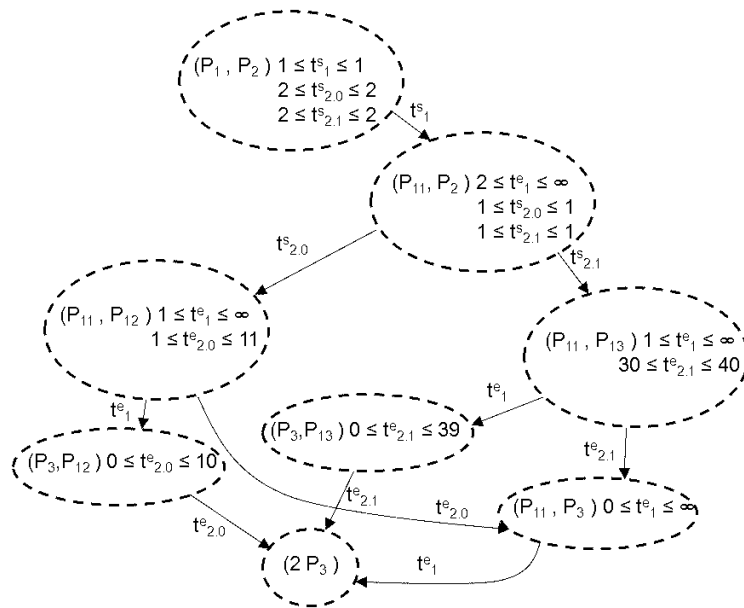 (P₁ , P₂ ) 1 ≤ tˢ₁ ≤ 1
2 ≤ tˢ₂.₀ ≤ 2
2 ≤ tˢ₂.₁ ≤ 2
tˢ₁
(P₁₁, P₂ ) 2 ≤ tᵉ₁ ≤ ∞
1 ≤ tˢ₂.₀ ≤ 1
1 ≤ tˢ₂.₁ ≤ 1
tˢ₂.₀
tˢ₂.₁
(P₁₁ , P₁₂ ) 1 ≤ tᵉ₁ ≤ ∞
1 ≤ tᵉ₂.₀ ≤ 11
(P₁₁ , P₁₃ ) 1 ≤ tᵉ₁ ≤ ∞
30 ≤ tᵉ₂.₁ ≤ 40
tᵉ₁
tᵉ₁
(P₃,P₁₃ ) 0 ≤ tᵉ₂.₁ ≤ 39
tᵉ₂.₁
(P₃,P₁₂ ) 0 ≤ tᵉ₂.₀ ≤ 10
tᵉ₂.₁
tᵉ₂.₀
(P₁₁ , P₃ ) 0 ≤ tᵉ₁ ≤ ∞
tᵉ₂.₀
(2 P₃ )
tᵉ₁